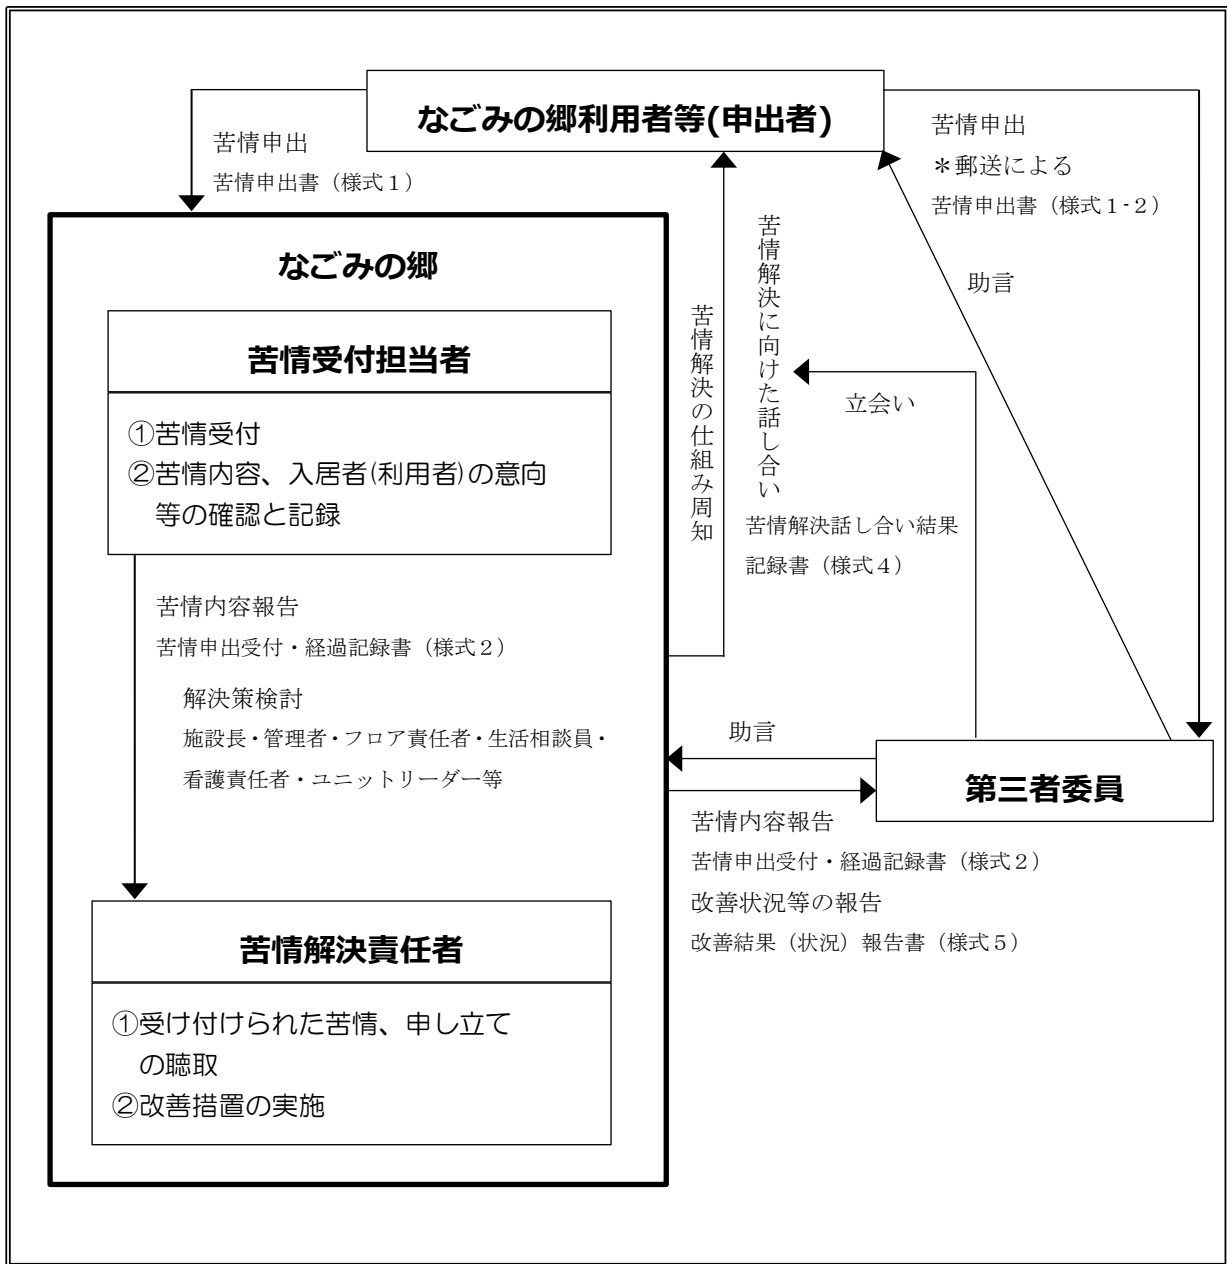 なごみの郷利用者等(申出者)
苦情申出
苦情申出書（様式１）
苦情申出
＊郵送による
苦情申出書（様式１-２）
助言
なごみの郷
苦情受付担当者
①苦情受付
②苦情内容、入居者(利用者)の意向
等の確認と記録
苦情内容報告
苦情申出受付・経過記録書（様式２）
解決策検討
施設長・管理者・フロア責任者・生活相談員・
看護責任者・ユニットリーダー等
苦情解決責任者
①受け付けられた苦情、申し立て
の聴取
②改善措置の実施
苦情解決の仕組み周知
苦情解決に向けた話し合い
立会い
苦情解決話し合い結果
記録書（様式４）
助言
第三者委員
苦情内容報告
苦情申出受付・経過記録書（様式２）
改善状況等の報告
改善結果（状況）報告書（様式５）